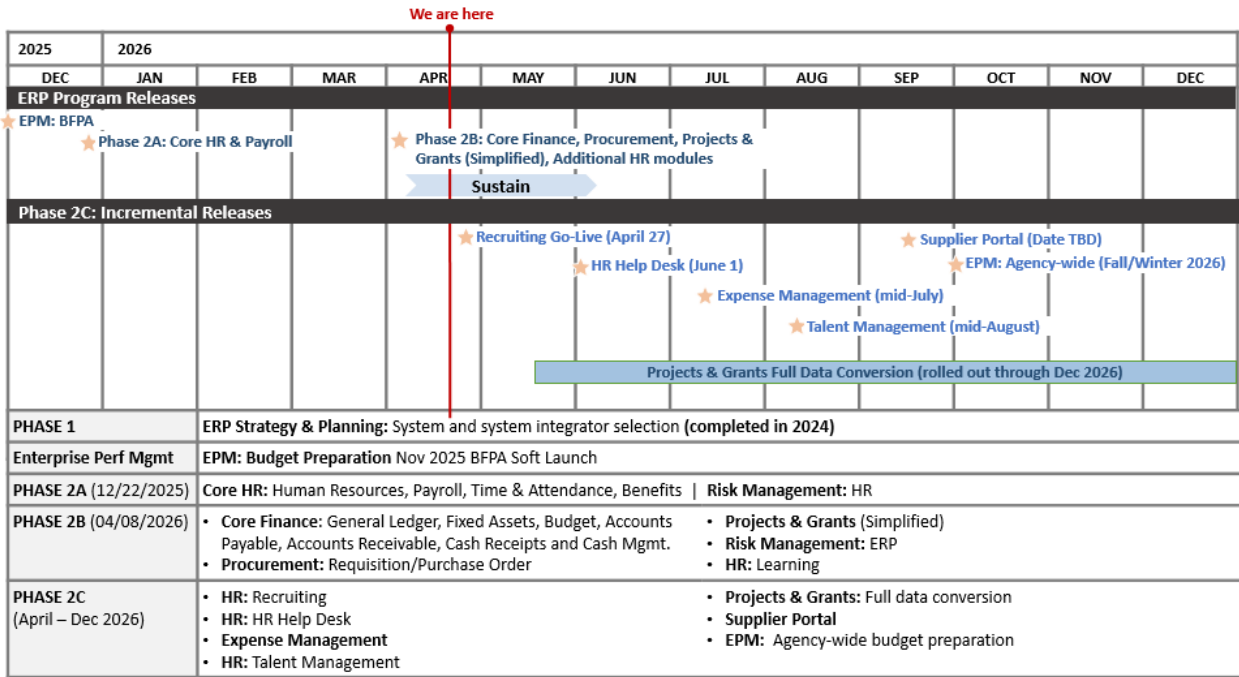 We are here
2025 2026
DEC JAN FEB MAR APR MAY JUN JUL AUG SEP OCT NOV DEC
ERP Program Releases
EPM: BFPA
Phase 2A: Core HR & Payroll
Phase 2B: Core Finance, Procurement, Projects &
Grants (Simplified), Additional HR modules
Sustain
Phase 2C: Incremental Releases
Recruiting Go-Live (April 27)
Supplier Portal (Date TBD)
HR Help Desk (June 1)
EPM: Agency-wide (Fall/Winter 2026)
Expense Management (mid-July)
Talent Management (mid-August)
Projects & Grants Full Data Conversion (rolled out through Dec 2026)
PHASE 1
ERP Strategy & Planning: System and system integrator selection (completed in 2024)
Enterprise Perf Mgmt
EPM: Budget Preparation Nov 2025 BFPA Soft Launch
PHASE 2A (12/22/2025)
Core HR: Human Resources, Payroll, Time & Attendance, Benefits | Risk Management: HR
PHASE 2B (04/08/2026)
• Core Finance: General Ledger, Fixed Assets, Budget, Accounts
Payable, Accounts Receivable, Cash Receipts and Cash Mgmt.
• Procurement: Requisition/Purchase Order
• Projects & Grants (Simplified)
• Risk Management: ERP
• HR: Learning
PHASE 2C
(April – Dec 2026)
• HR: Recruiting
• HR: HR Help Desk
• Expense Management
• HR: Talent Management
• Projects & Grants: Full data conversion
• Supplier Portal
• EPM: Agency-wide budget preparation